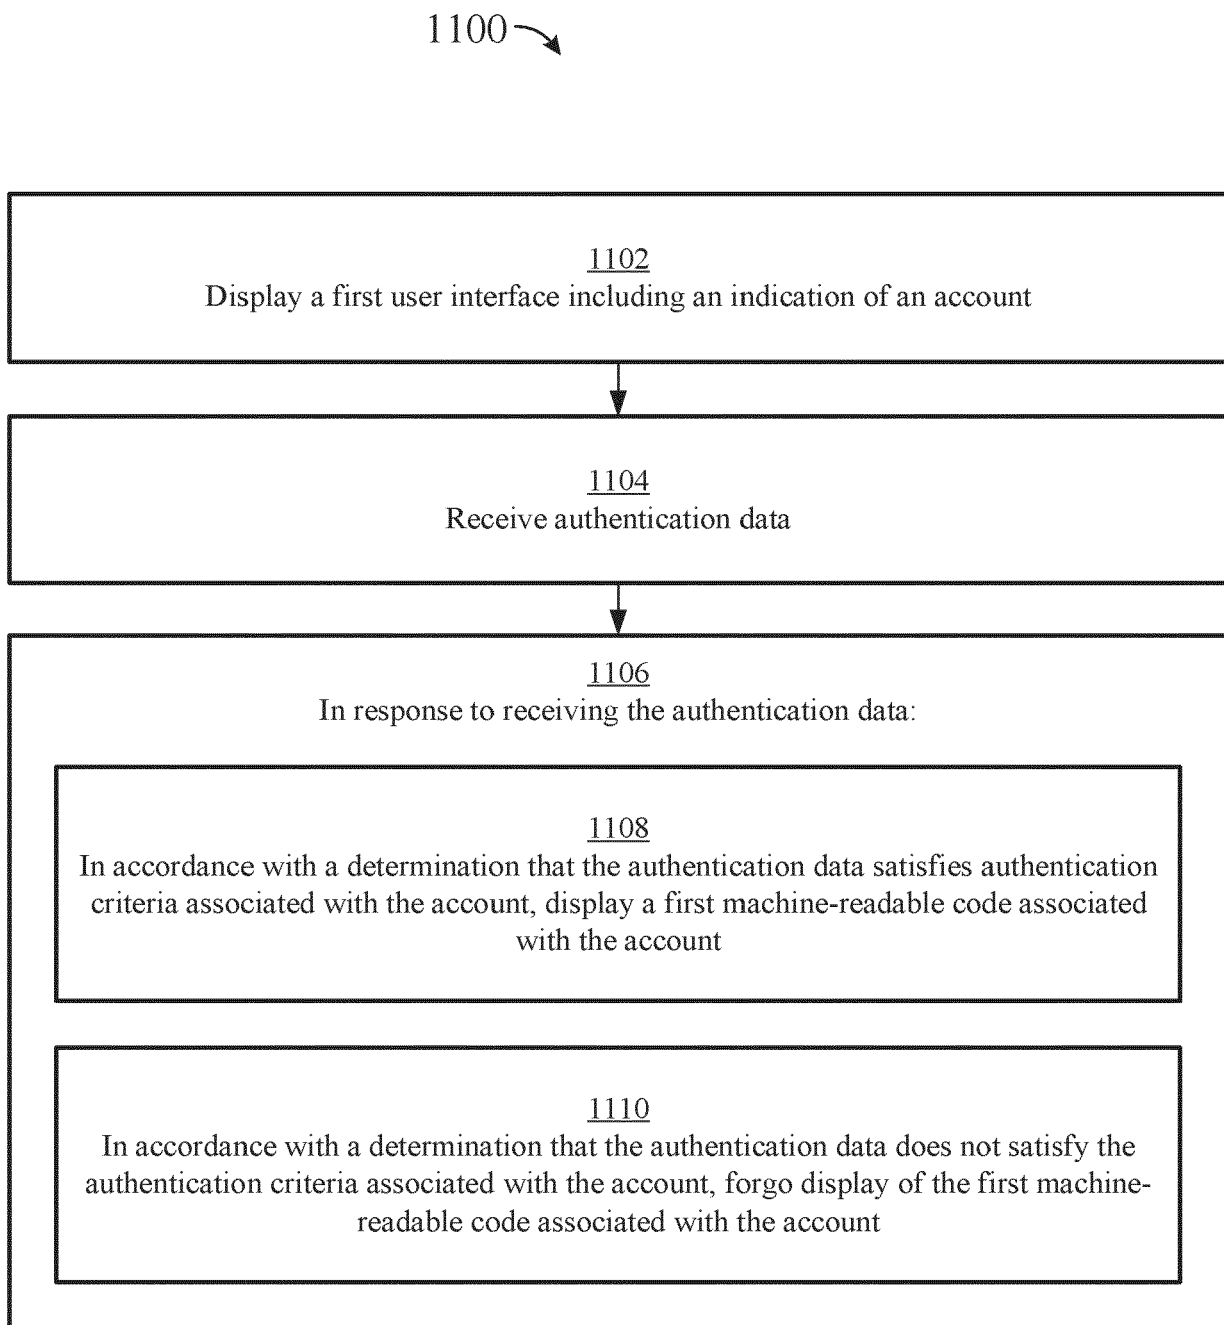 1100
1102
Display a first user interface including an indication of an account
1104
Receive authentication data
1106
In response to receiving the authentication data:
1108
In accordance with a determination that the authentication data satisfies authentication
criteria associated with the account, display a first machine-readable code associated
with the account
1110
In accordance with a determination that the authentication data does not satisfy the
authentication criteria associated with the account, forgo display of the first machine-
readable code associated with the account